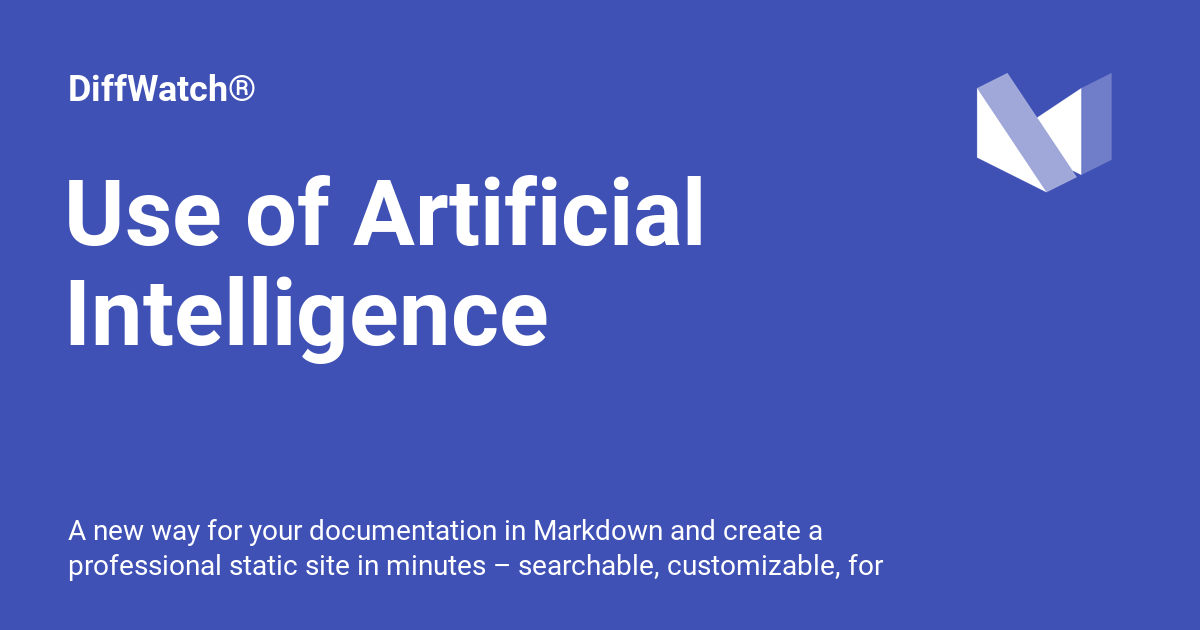 DiffWatch®
Use of Artificial
Intelligence
A new way for your documentation in Markdown and create a
professional static site in minutes – searchable, customizable, for